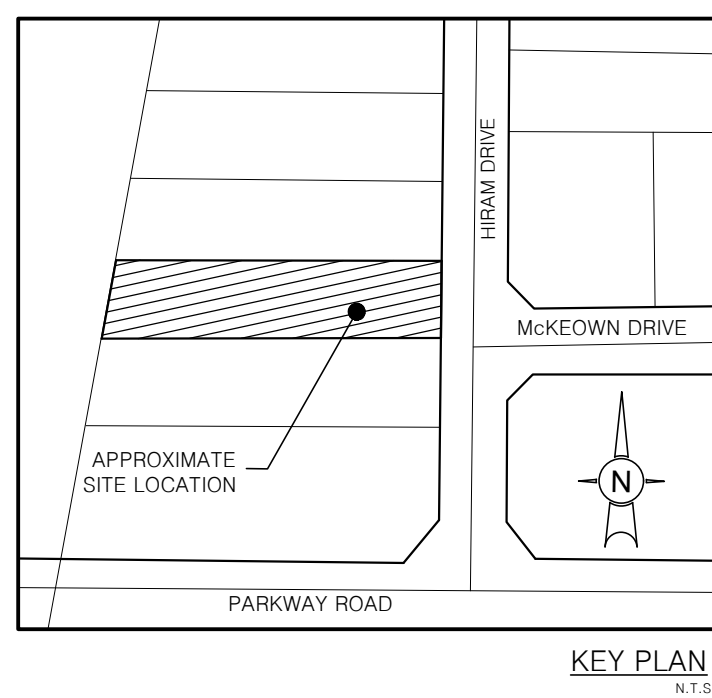 HIRAM DRIVE
McKEOWN DRIVE
APPROXIMATE
SITE LOCATION
N
PARKWAY ROAD
KEY PLAN
N.T.S